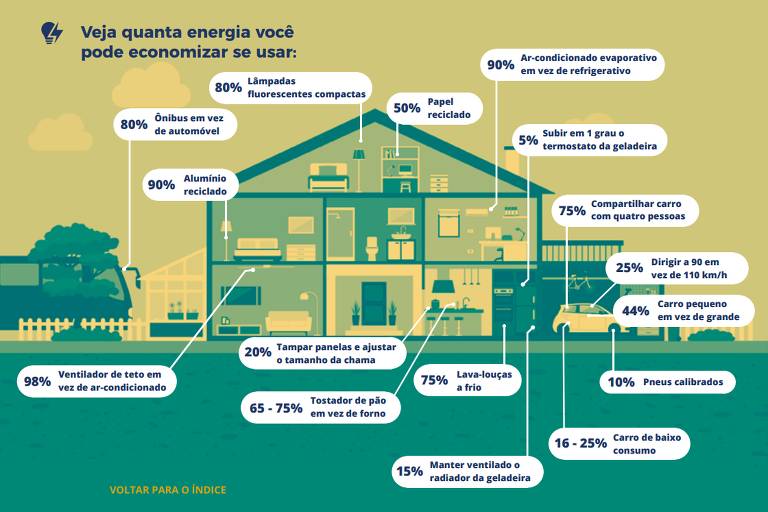 Veja quanta energia você
pode economizar se usar:
90% Ar-condicionado evaporativo
em vez de refrigerativo
80% Lâmpadas
fluorescentes compactas
50% Papel
reciclado
80% Ônibus em vez
de automóvel
5% Subir em 1 grau o
termostato da geladeira
90% Alumínio
reciclado
75% Compartilhar carro
com quatro pessoas
25% Dirigir a 90 em
vez de 110 km/h
44% Carro pequeno
em vez de grande
20% Tampar panelas e ajustar
o tamanho da chama
98% Ventilador de teto em
vez de ar-condicionado
75% Lava-louças
a frio
10% Pneus calibrados
65 - 75% Tostador de pão
em vez de forno
16 - 25% Carro de baixo
consumo
15% Manter ventilado o
radiador da geladeira
VOLTAR PARA O ÍNDICE